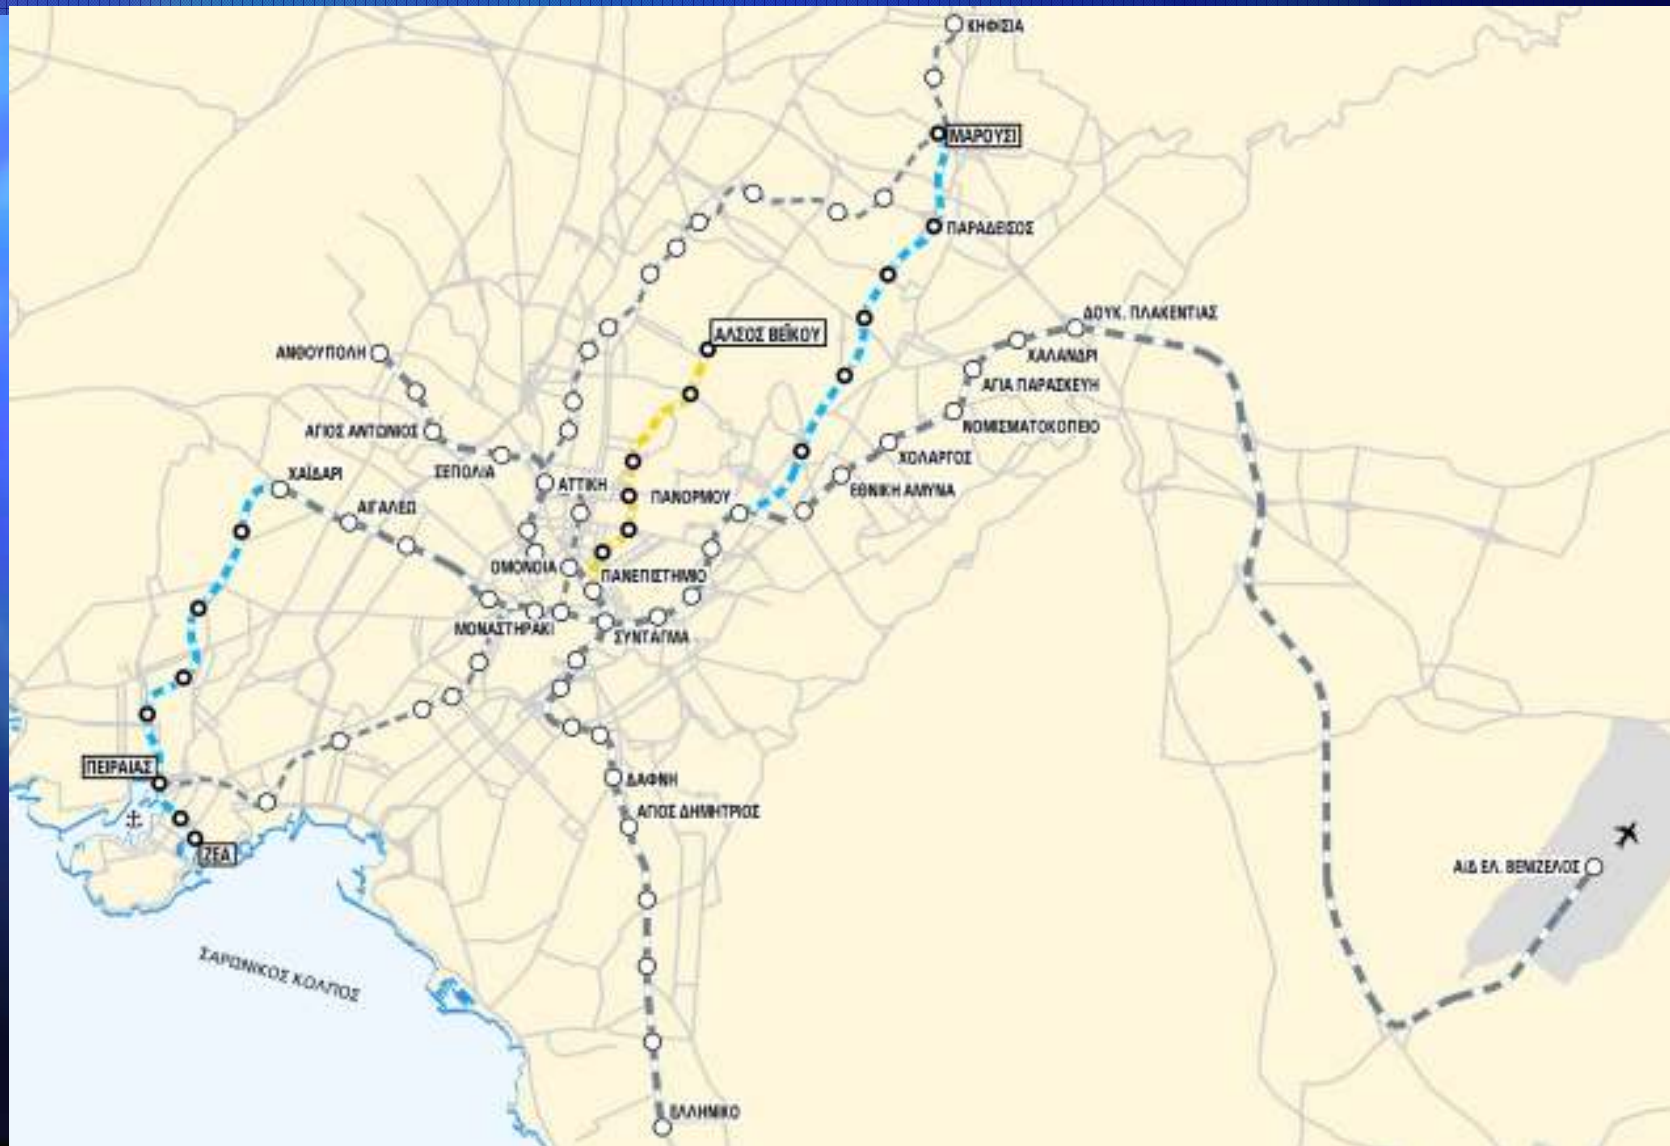 ΚΗΦΙΣΙΑ
ΜΑΡΟΥΣΙ
ΠΑΡΑΔΕΙΣΟΣ
ΔΟΥΚ. ΠΛΑΚΕΝΤΙΑΣ
ΑΛΣΟΣ ΒΕΪΚΟΥ
ΑΝΘΟΥΠΟΛΗ
ΧΑΛΑΝΔΡΙ
ΑΓΙΑ ΠΑΡΑΣΚΕΥΗ
ΝΟΜΙΣΜΑΤΟΚΟΠΕΙΟ
ΑΓΙΟΣ ΑΝΤΩΝΙΟΣ
ΧΟΛΑΡΓΟΣ
ΣΕΠΟΛΙΑ
ΧΑΪΔΑΡΙ
ΑΤΤΙΚΗ
ΕΘΝΙΚΗ ΑΜΥΝΑ
ΠΑΝΟΡΜΟΥ
ΑΙΓΑΛΕΩ
ΟΜΟΝΟΙΑ
ΠΑΝΕΠΙΣΤΗΜΙΟ
ΜΟΝΑΣΤΗΡΑΚΙ
ΣΥΝΤΑΓΜΑ
ΠΕΙΡΑΙΑΣ
ΔΑΦΝΗ
ΑΓΙΟΣ ΔΗΜΗΤΡΙΟΣ
ΖΕΑ
Α/Δ ΕΛ. ΒΕΝΙΖΕΛΟΣ
ΣΑΡΩΝΙΚΟΣ ΚΟΛΠΟΣ
ΕΛΛΗΝΙΚΟ